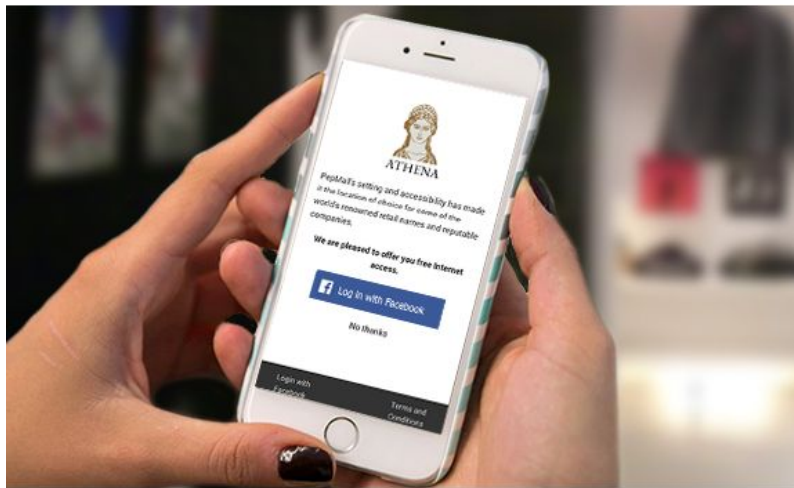 ATHENA
PepMall's setting and accessibility has made
it the location of choice for some of the
world's renowned retail names and reputable
companies.
We are pleased to offer you free Internet
access.
f Log in with Facebook
No thanks
Login with
Facebook
Terms and
Conditions